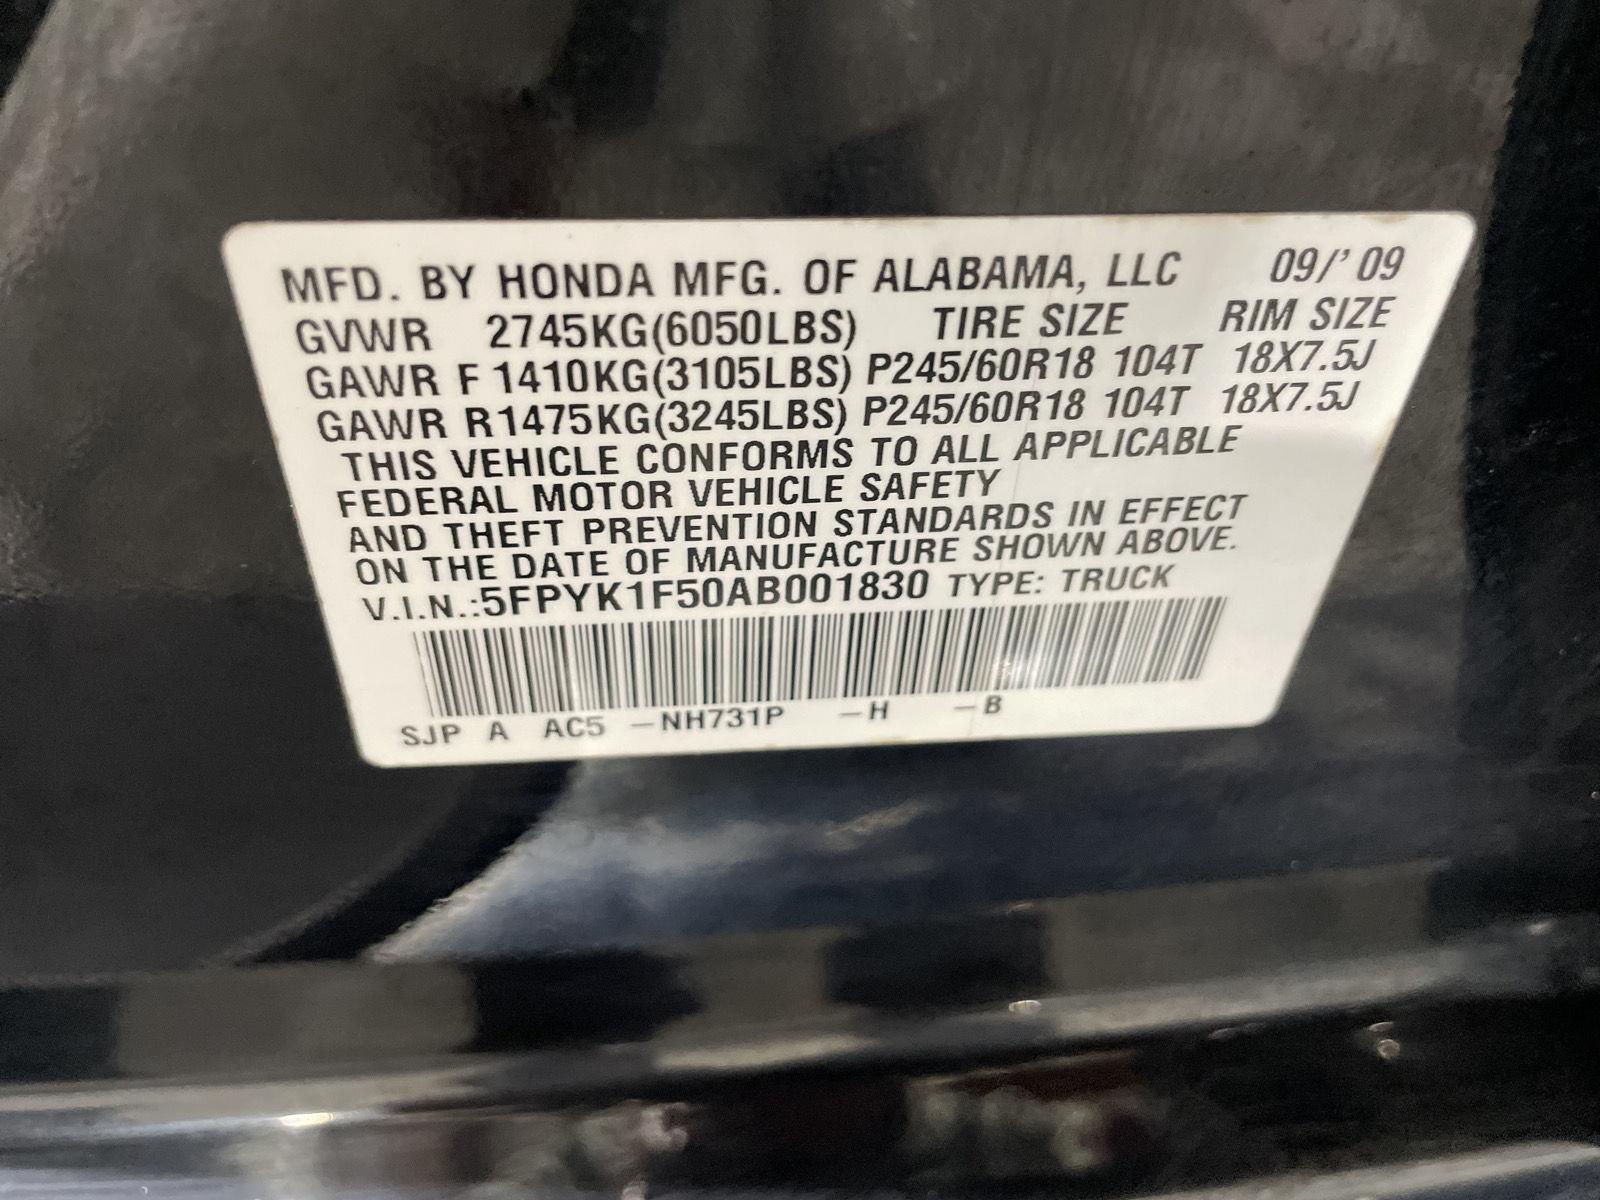 MFD. BY HONDA MFG. OF ALABAMA, LLC 09/'09
GVWR 2745KG(6050LBS) TIRE SIZE RIM SIZE
GAWR F 1410KG(3105LBS) P245/60R18 104T 18X7.5J
GAWR R1475KG(3245LBS) P245/60R18 104T 18X7.5J
THIS VEHICLE CONFORMS TO ALL APPLICABLE
FEDERAL MOTOR VEHICLE SAFETY
AND THEFT PREVENTION STANDARDS IN EFFECT
ON THE DATE OF MANUFACTURE SHOWN ABOVE.
V.I.N.:5FPYK1F50AB001830 TYPE: TRUCK
SJP A AC5 –NH731P –H –B